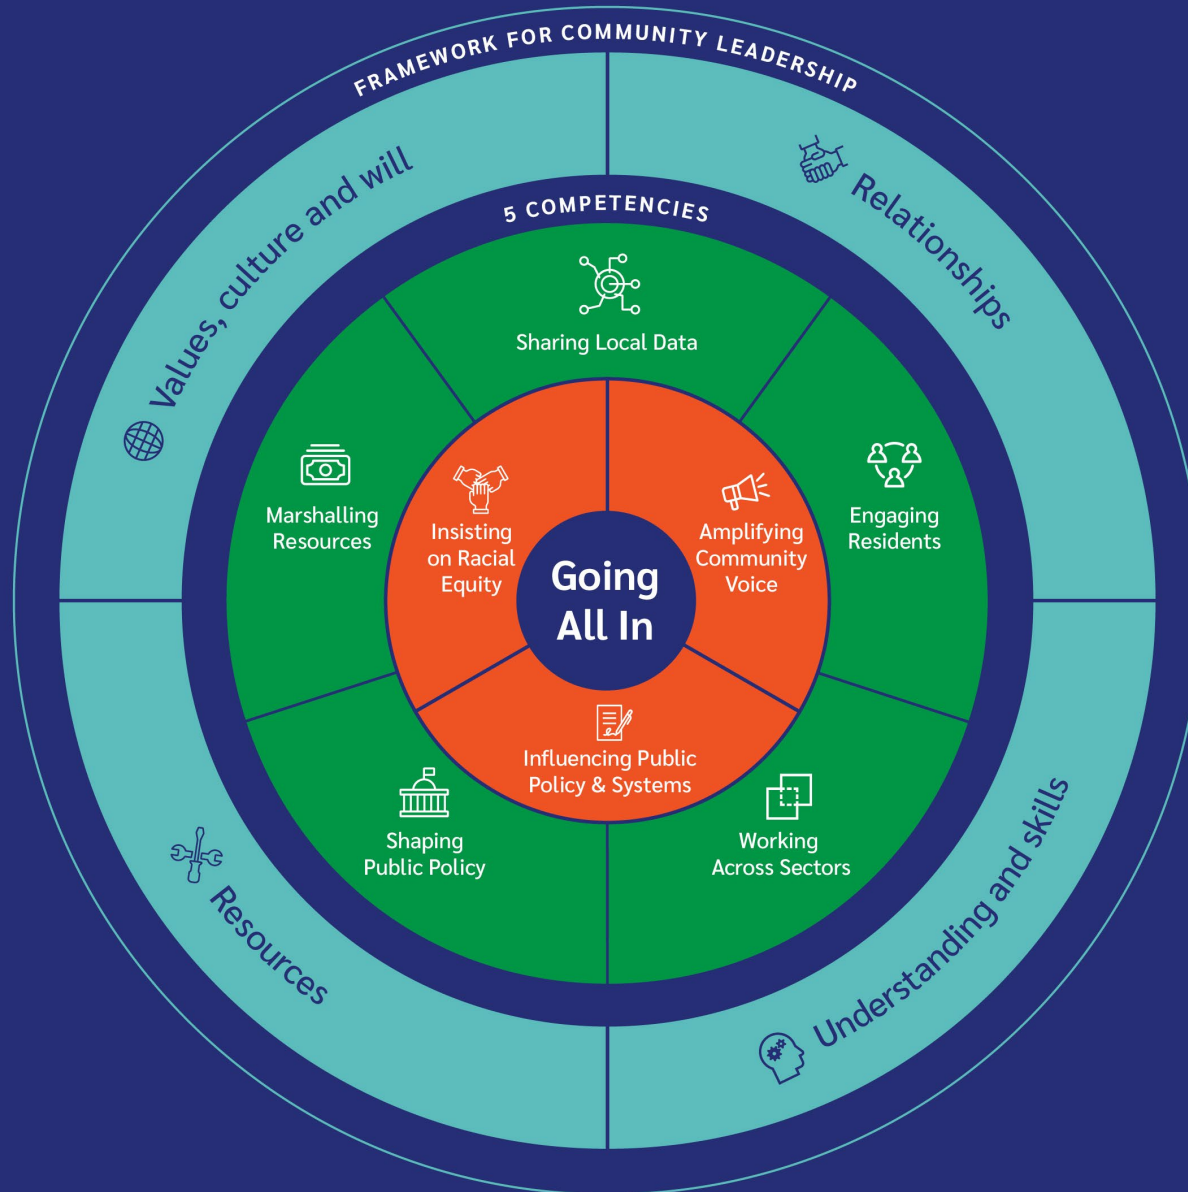 FRAMEWORK FOR COMMUNITY LEADERSHIP
Values, culture and will
Relationships
5 COMPETENCIES
Sharing Local Data
Marshalling
Resources
Engaging
Residents
Insisting
on Racial
Equity
Amplifying
Community
Voice
Going
All In
Influencing Public
Policy & Systems
Shaping
Public Policy
Working
Across Sectors
Resources
Understanding and skills